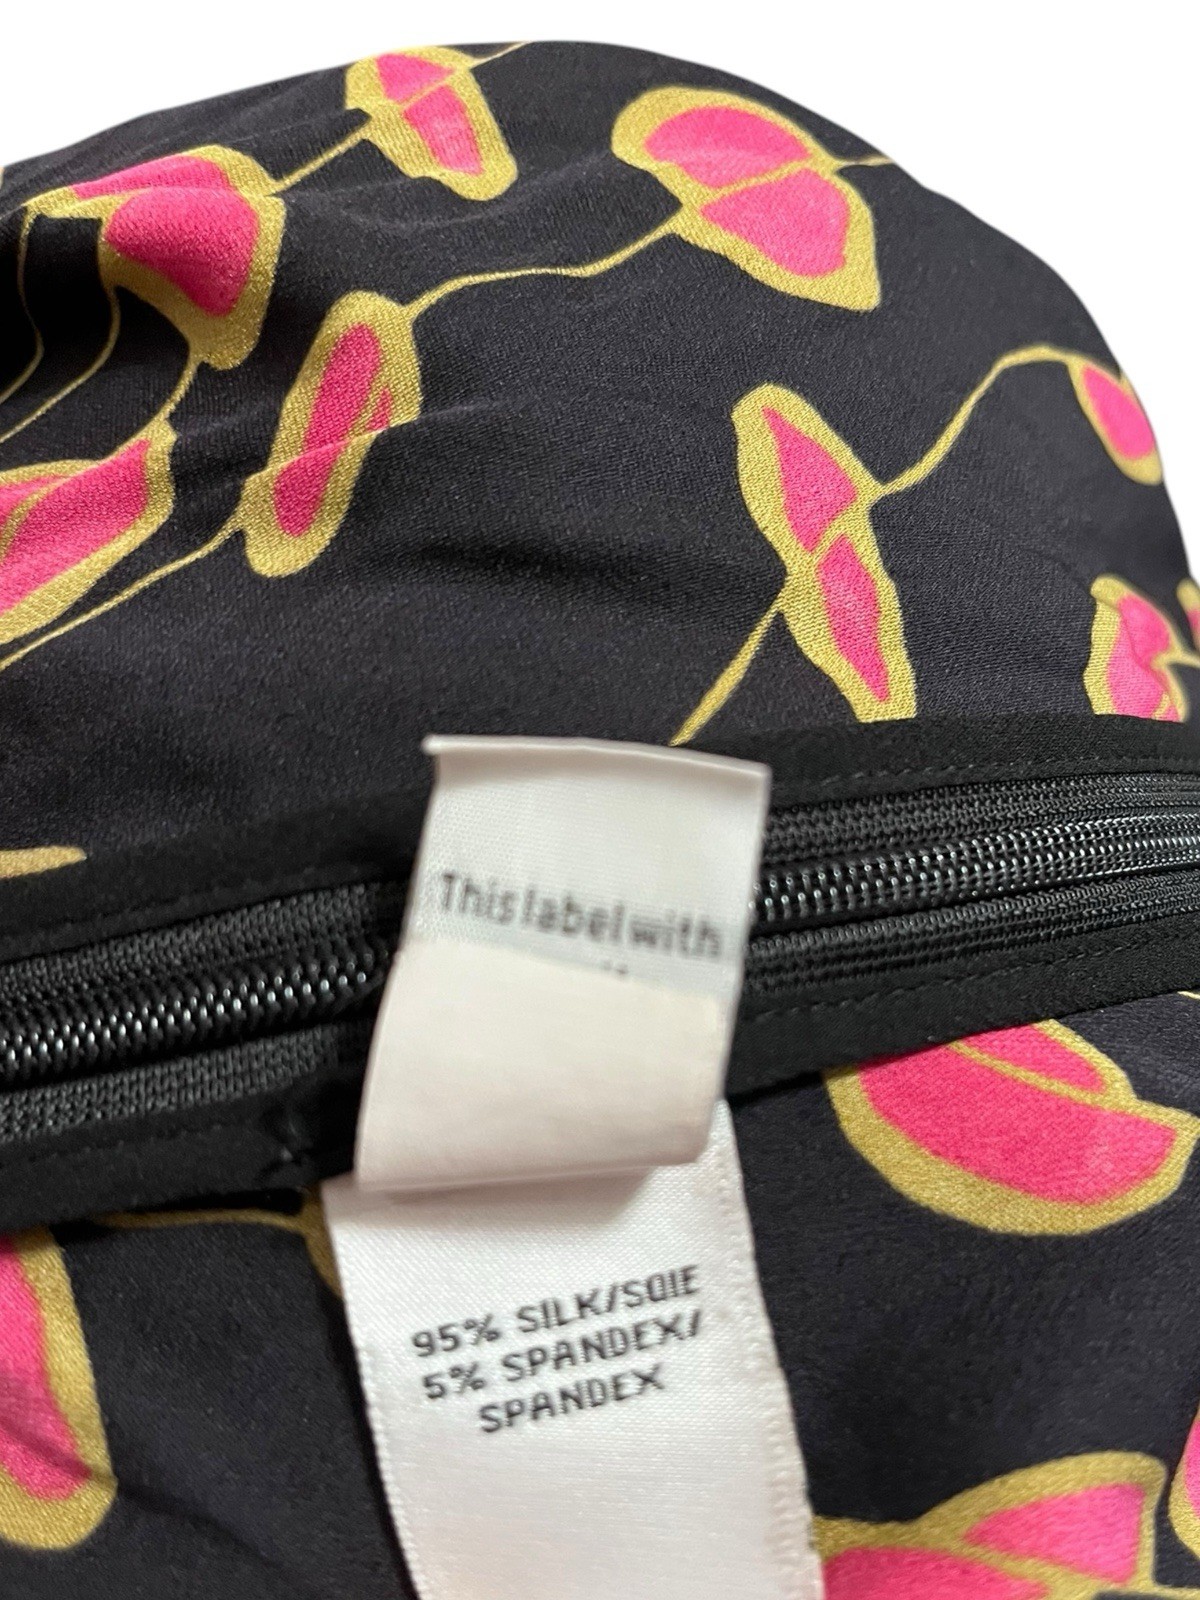 This label with
95% SILK/SOIE
5% SPANDEX/
SPANDEX